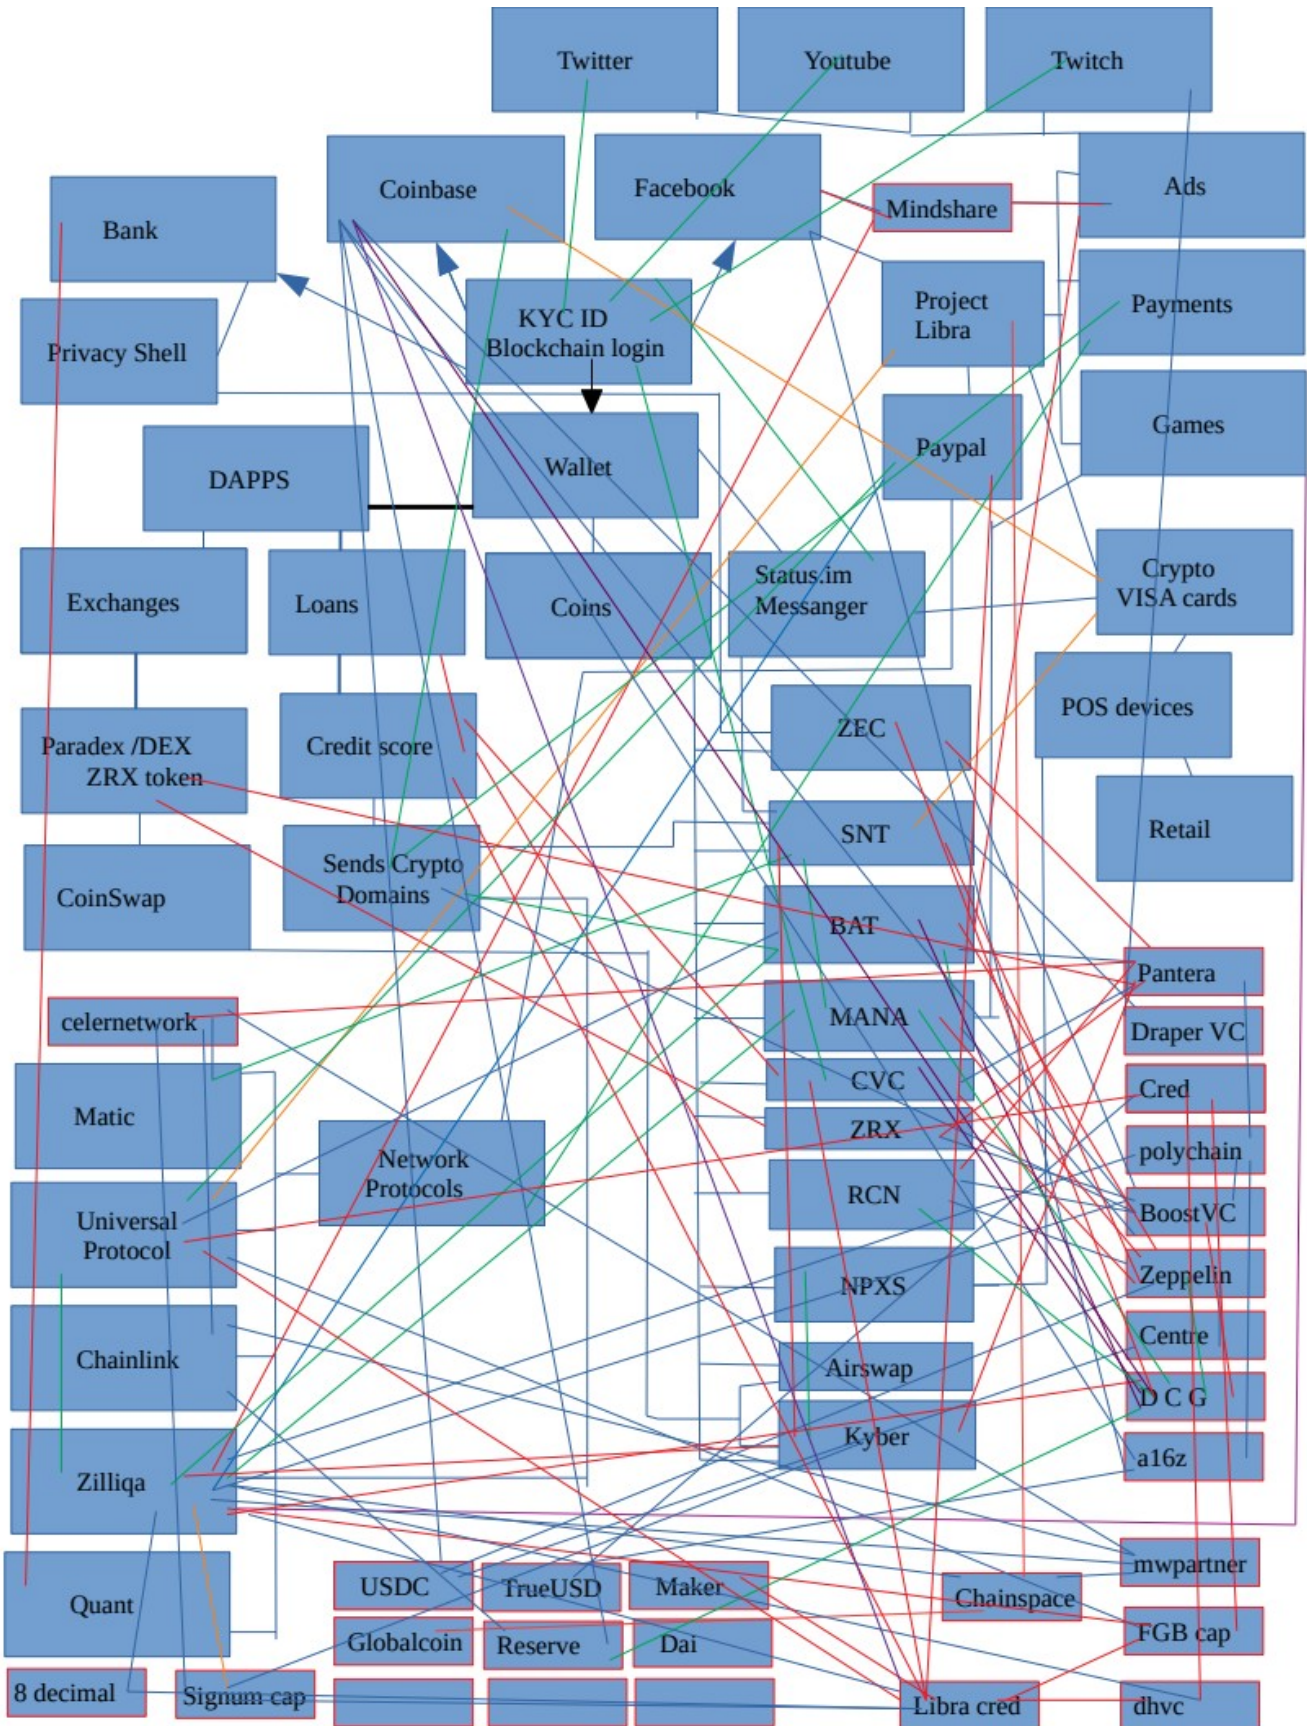 Twitter
Youtube
Twitch
Coinbase
Facebook
Mindshare
Ads
Bank
KYC ID
Blockchain login
Project
Libra
Payments
Privacy Shell
Wallet
Paypal
Games
DAPPS
Exchanges
Loans
Coins
Status.im
Messanger
Crypto
VISA cards
ZEC
POS devices
Paradex /DEX
ZRX token
Credit score
SNT
Retail
Sends Crypto
Domains
CoinSwap
BAT
Pantera
celernetwork
MANA
Draper VC
CVC
Cred
Matic
ZRX
polychain
Network
Protocols
RCN
BoostVC
Universal
Protocol
NPXS
Zeppelin
Centre
Chainlink
Airswap
D C G
Kyber
a16z
Zilliqa
mwpartner
USDC
TrueUSD
Maker
Chainspace
Quant
Globalcoin
Reserve
Dai
FGB cap
8 decimal
Signum cap
Libra cred
dhvc